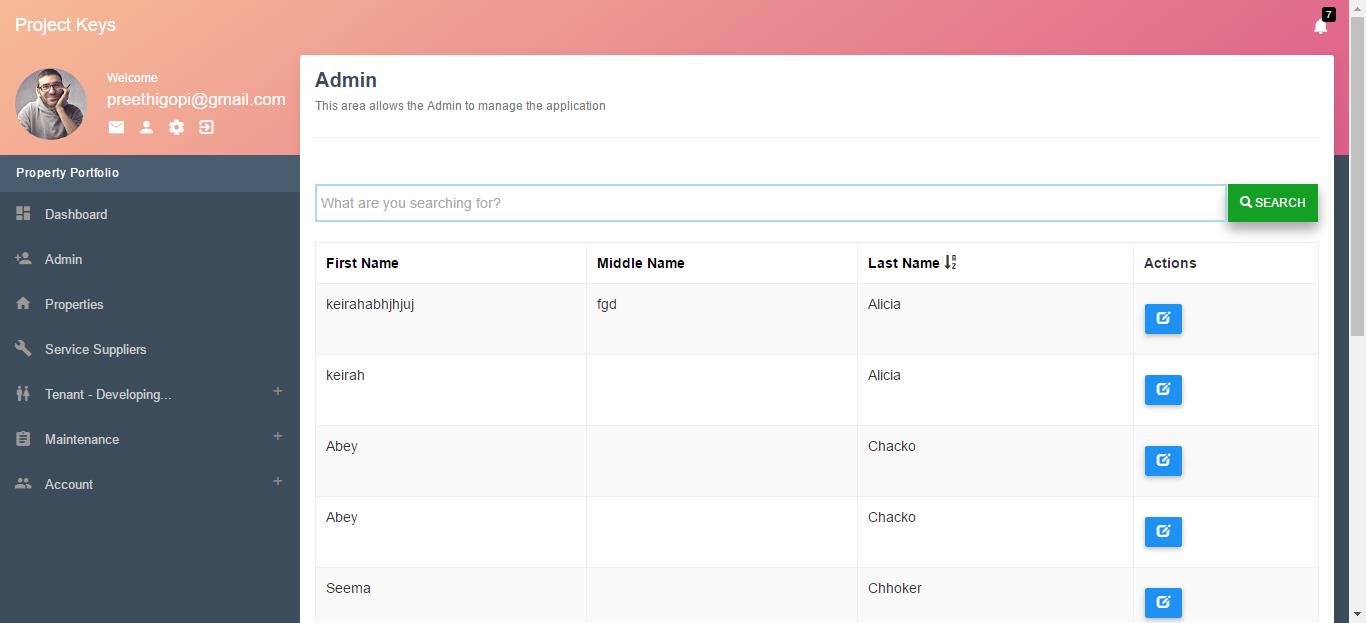 Project Keys
7
Welcome
preethigopi@gmail.com
Property Portfolio
Dashboard
Admin
Properties
Service Suppliers
Tenant - Developing... +
Maintenance +
Account +
Admin
This area allows the Admin to manage the application
What are you searching for? SEARCH
First Name Middle Name Last Name Actions
keirahabhjhjuj fgd Alicia
keirah Alicia
Abey Chacko
Abey Chacko
Seema Chhoker